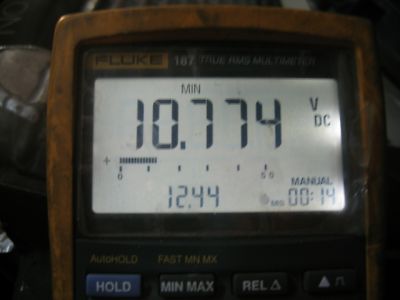 FLUKE 187 TRUE RMS MULTIMETER
MIN
10.774 V
DC
+
0 50
MANUAL
12.44 00:14
AutoHOLD FAST MN MX
HOLD MIN MAX REL Δ ▲